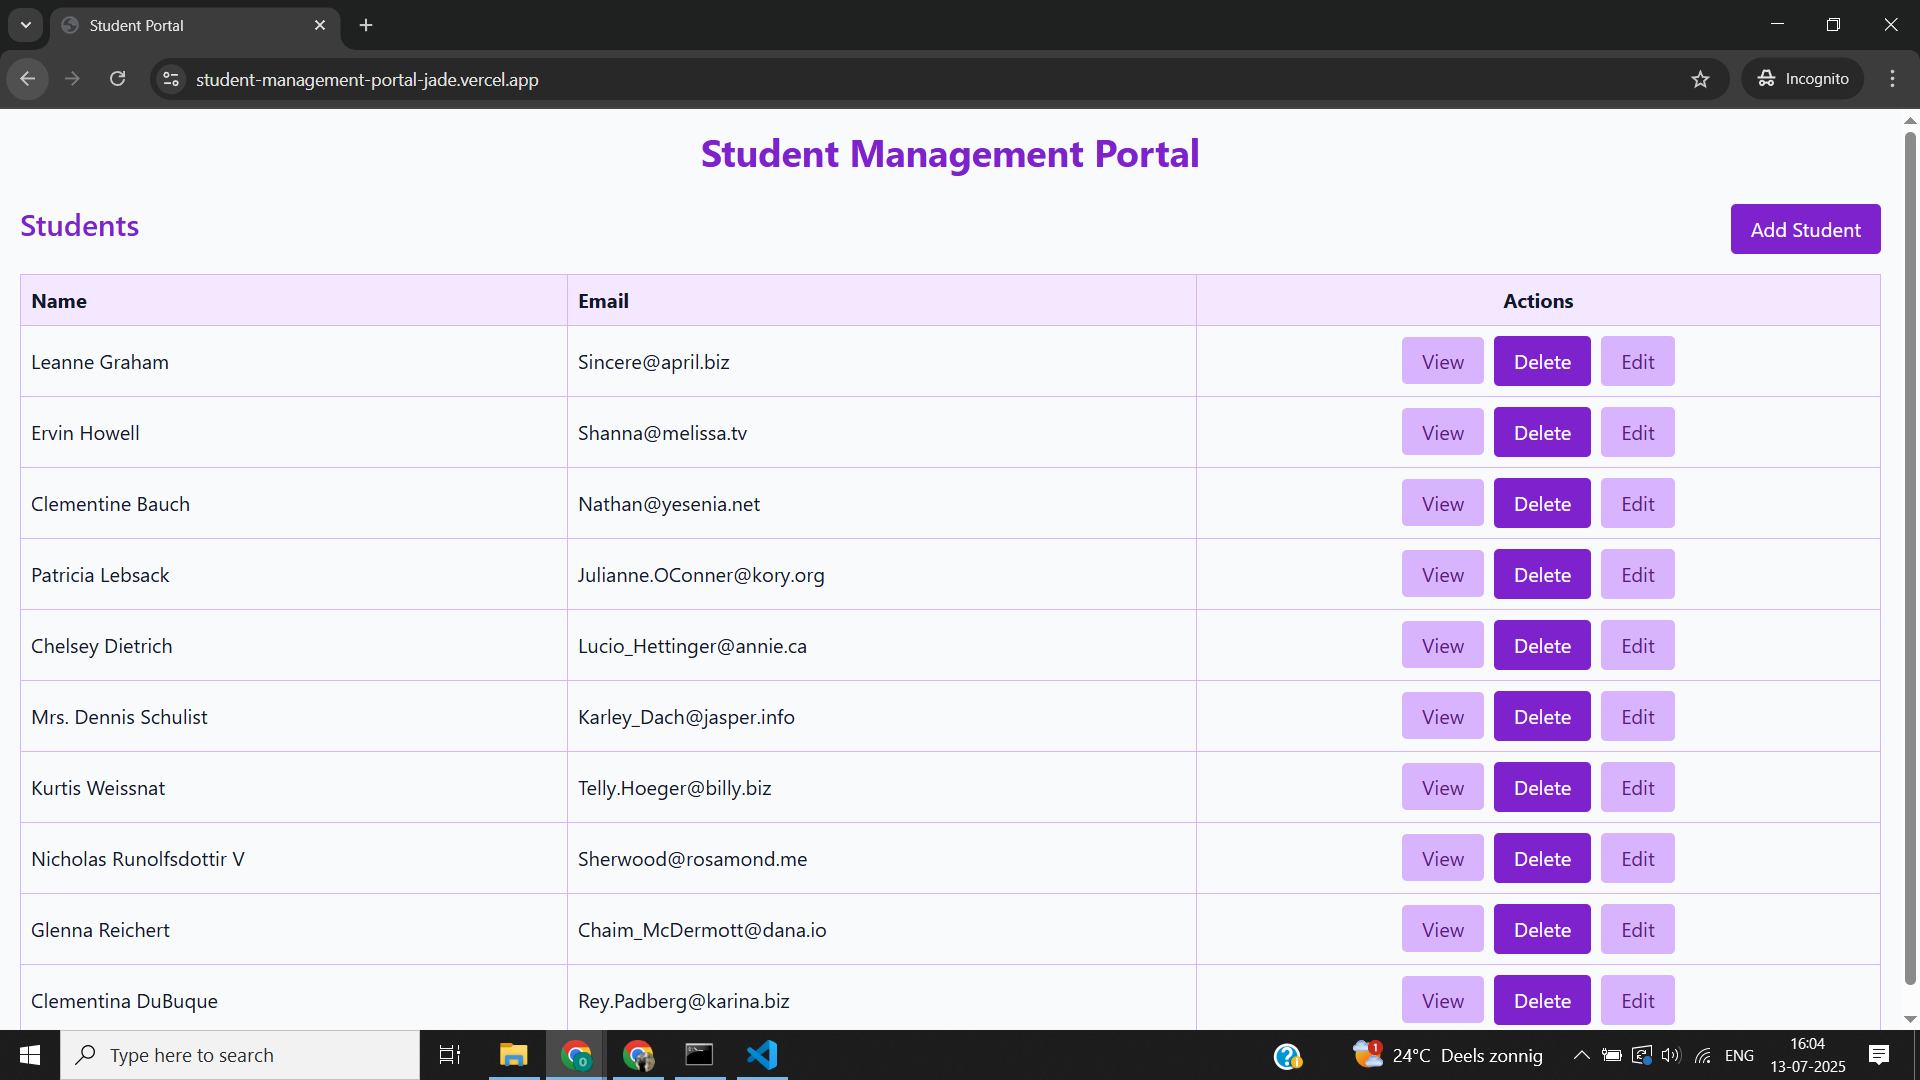 Student Portal
student-management-portal-jade.vercel.app
Incognito
Student Management Portal
Students
Add Student
Name Email Actions
Leanne Graham Sincere@april.biz View Delete Edit
Ervin Howell Shanna@melissa.tv View Delete Edit
Clementine Bauch Nathan@yesenia.net View Delete Edit
Patricia Lebsack Julianne.OConner@kory.org View Delete Edit
Chelsey Dietrich Lucio_Hettinger@annie.ca View Delete Edit
Mrs. Dennis Schulist Karley_Dach@jasper.info View Delete Edit
Kurtis Weissnat Telly.Hoeger@billy.biz View Delete Edit
Nicholas Runolfsdottir V Sherwood@rosamond.me View Delete Edit
Glenna Reichert Chaim_McDermott@dana.io View Delete Edit
Clementina DuBuque Rey.Padberg@karina.biz View Delete Edit
Type here to search
1
24°C Deels zonnig
ENG
16:04
13-07-2025